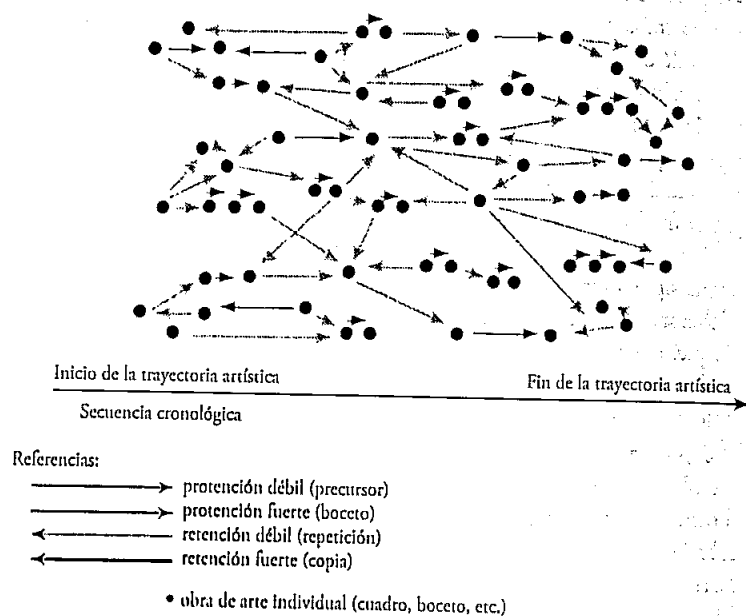 Inicio de la trayectoria artística
Fin de la trayectoria artística
Secuencia cronológica
Referencias:
protención débil (precursor)
protención fuerte (boceto)
retención débil (repetición)
retención fuerte (copia)
• obra de arte individual (cuadro, boceto, etc.)